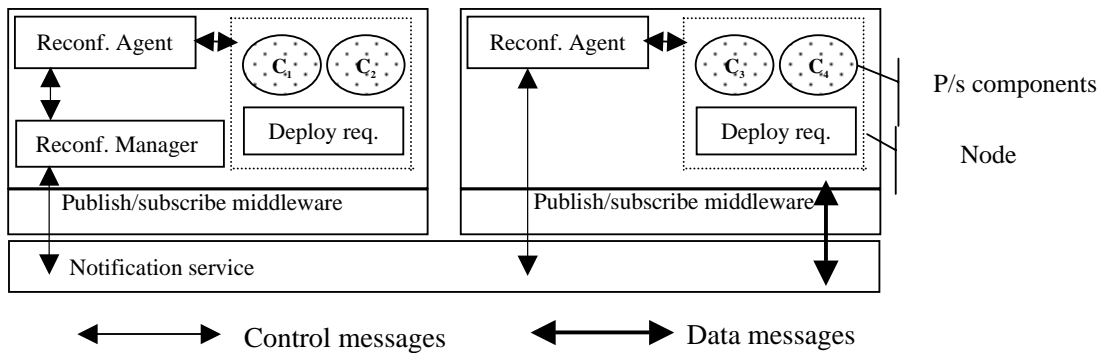 Reconf. Agent
C1
C2
Deploy req.
Reconf. Manager
Publish/subscribe middleware
Reconf. Agent
C3
C4
Deploy req.
Publish/subscribe middleware
P/s components
Node
Notification service
Control messages
Data messages